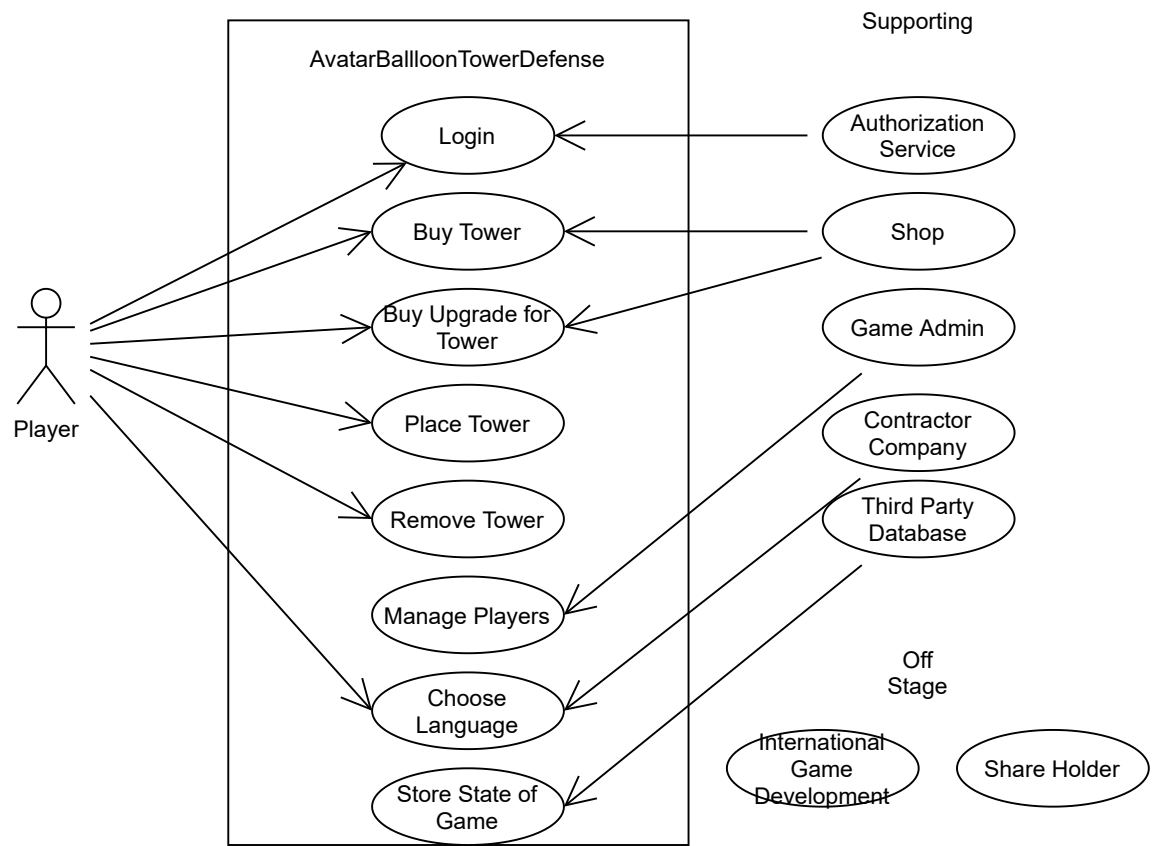 Supporting
AvatarBallloonTowerDefense
Login
Authorization
Service
Buy Tower
Shop
Buy Upgrade for
Tower
Game Admin
Player
Place Tower
Contractor
Company
Remove Tower
Third Party
Database
Manage Players
Choose
Language
Off
Stage
Store State of
Game
International
Game
Development
Share Holder